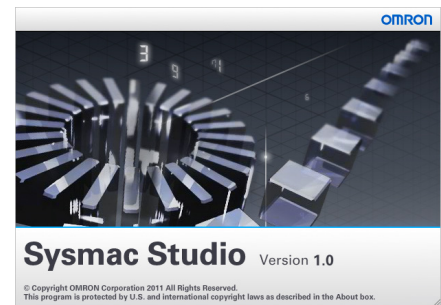 OMRON
3
9
6
Sysmac Studio Version 1.0
© Copyright OMRON Corporation 2011 All Rights Reserved.
This program is protected by U.S. and international copyright laws as described in the About box.